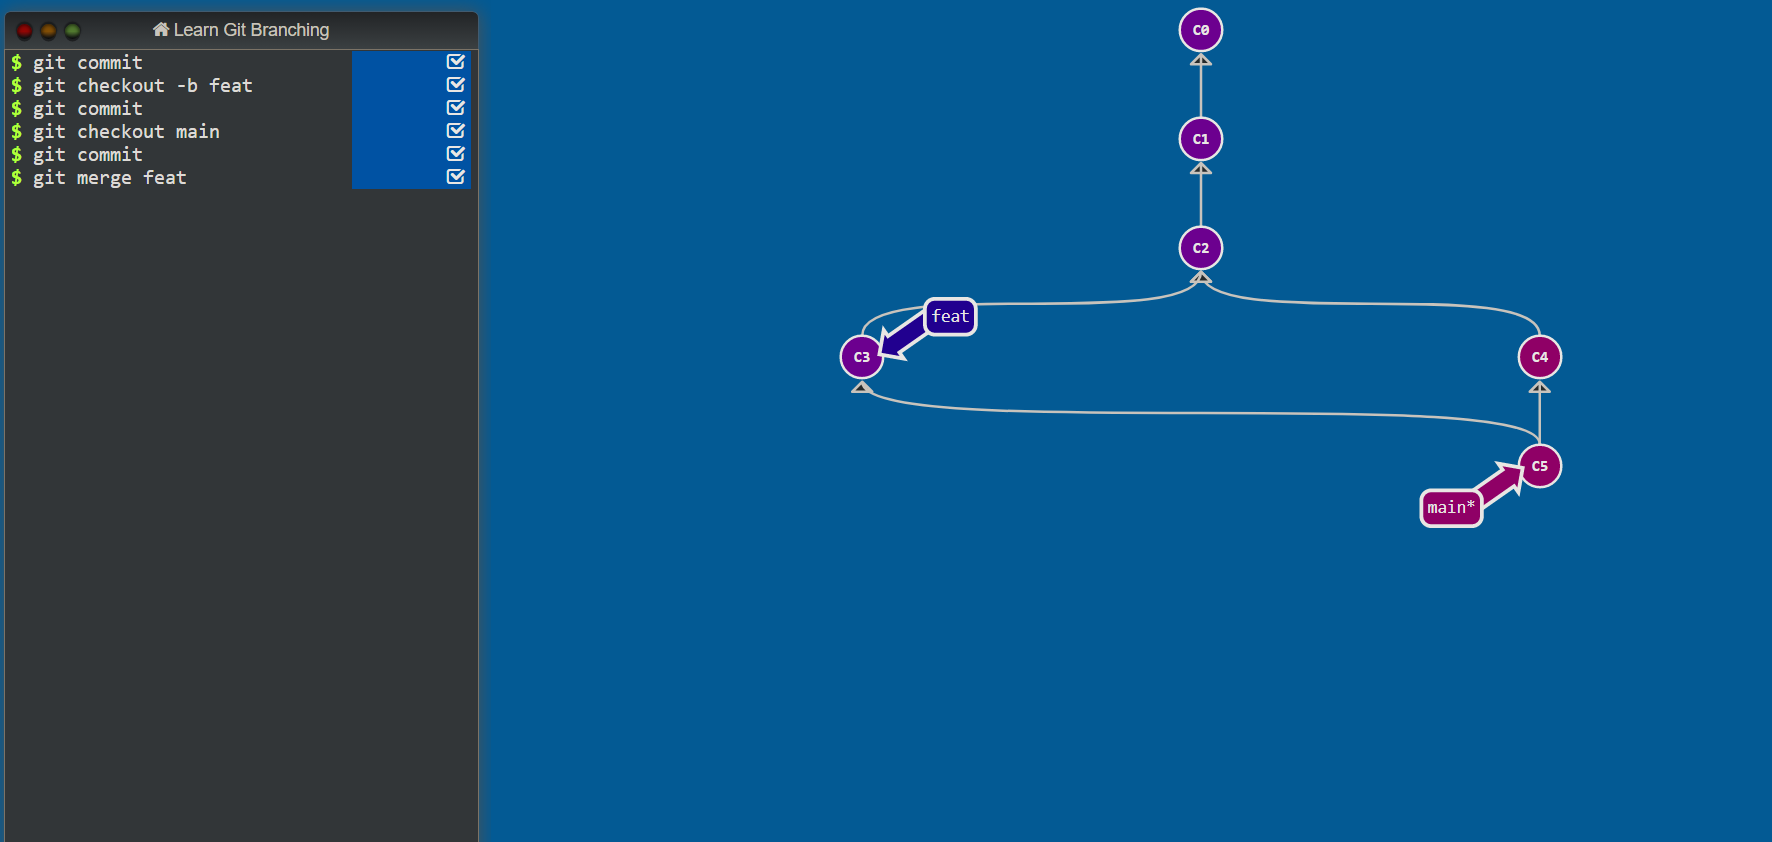 Learn Git Branching
$ git commit
$ git checkout -b feat
$ git commit
$ git checkout main
$ git commit
$ git merge feat
C0
C1
C2
feat
C3
C4
C5
main*